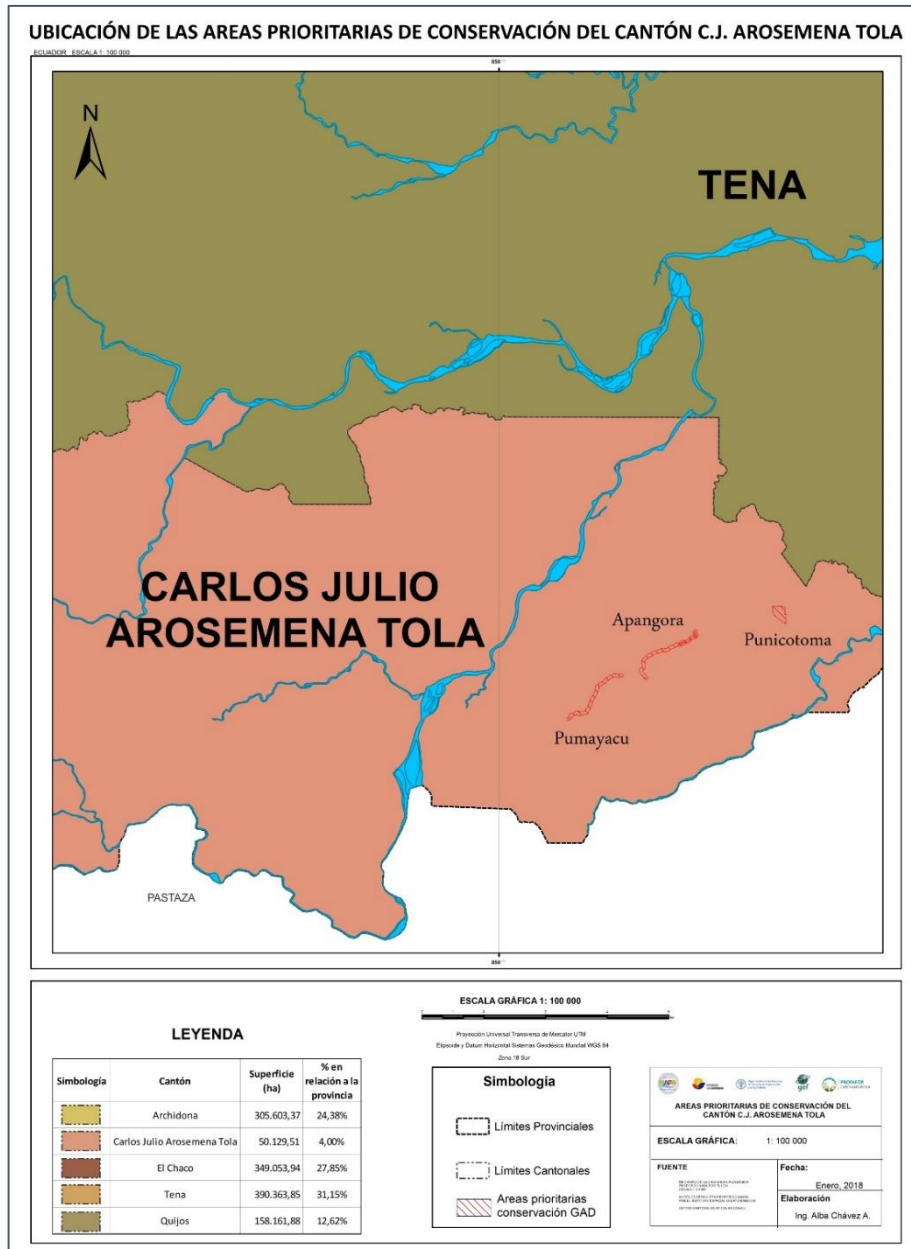 UBICACIÓN DE LAS AREAS PRIORITARIAS DE CONSERVACIÓN DEL CANTÓN C.J. AROSEMENA TOLA
ECUADOR ESCALA 1: 100 000
N
TENA
CARLOS JULIO
AROSEMENA TOLA
Apangora
Punicotoma
Pumayacu
PASTAZA
LEYENDA
Simbología Cantón Superficie (ha) % en relación a la provincia
Archidona 305.603,37 24,38%
Carlos Julio Arosemena Tola 50.129,51 4,00%
El Chaco 349.053,94 27,85%
Tena 390.363,88 31,15%
Quijos 158.161,88 12,62%
ESCALA GRÁFICA 1: 100 000
Proyección Universal Transversa de Mercator UTM
Elipsoide y Datum Horizontal Sistemas Geodésico Mundial WGS 84
Zona 18 Sur
Simbología
Límites Provinciales
Límites Cantonales
Areas prioritarias
conservación GAD
gef
AREAS PRIORITARIAS DE CONSERVACIÓN DEL
CANTÓN C.J. AROSEMENA TOLA
ESCALA GRÁFICA: 1: 100 000
FUENTE
Fecha:
Enero, 2018
Elaboración
Ing. Alba Chávez A.